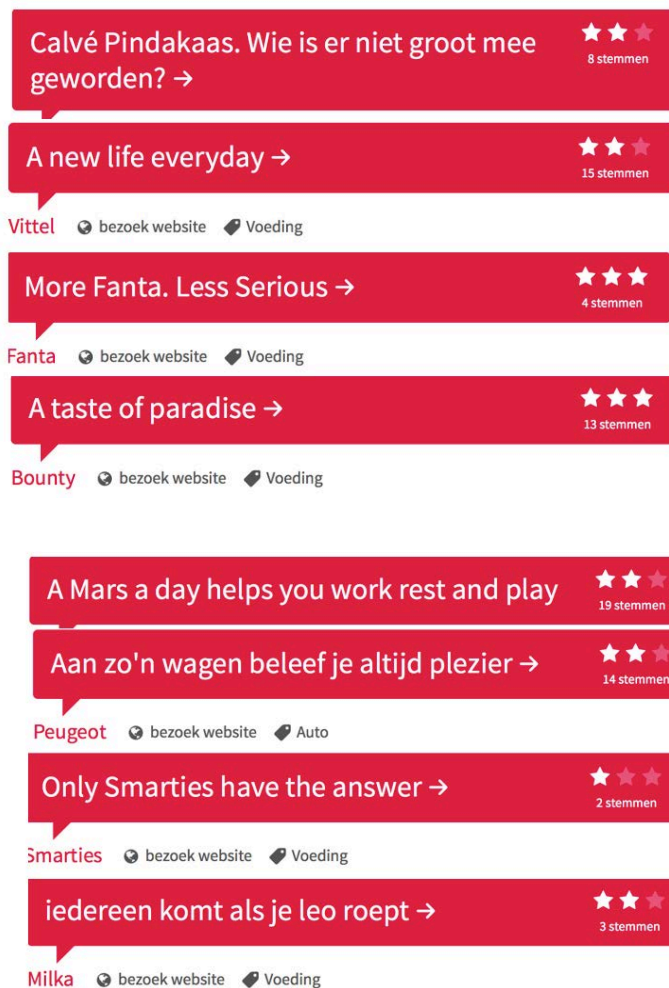 Calvé Pindakaas. Wie is er niet groot mee
geworden? →
8 stemmen
A new life everyday →
15 stemmen
Vittel bezoek website Voeding
More Fanta. Less Serious →
4 stemmen
Fanta bezoek website Voeding
A taste of paradise →
13 stemmen
Bounty bezoek website Voeding
A Mars a day helps you work rest and play
19 stemmen
Aan zo'n wagen beleef je altijd plezier →
14 stemmen
Peugeot bezoek website Auto
Only Smarties have the answer →
2 stemmen
Smarties bezoek website Voeding
iedereen komt als je leo roept →
3 stemmen
Milka bezoek website Voeding